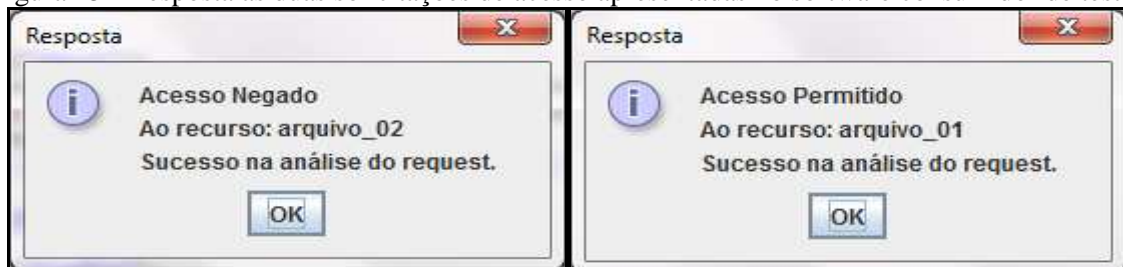 Resposta
Acesso Negado
Ao recurso: arquivo_02
Sucesso na análise do request.
OK
Resposta
Acesso Permitido
Ao recurso: arquivo_01
Sucesso na análise do request.
OK